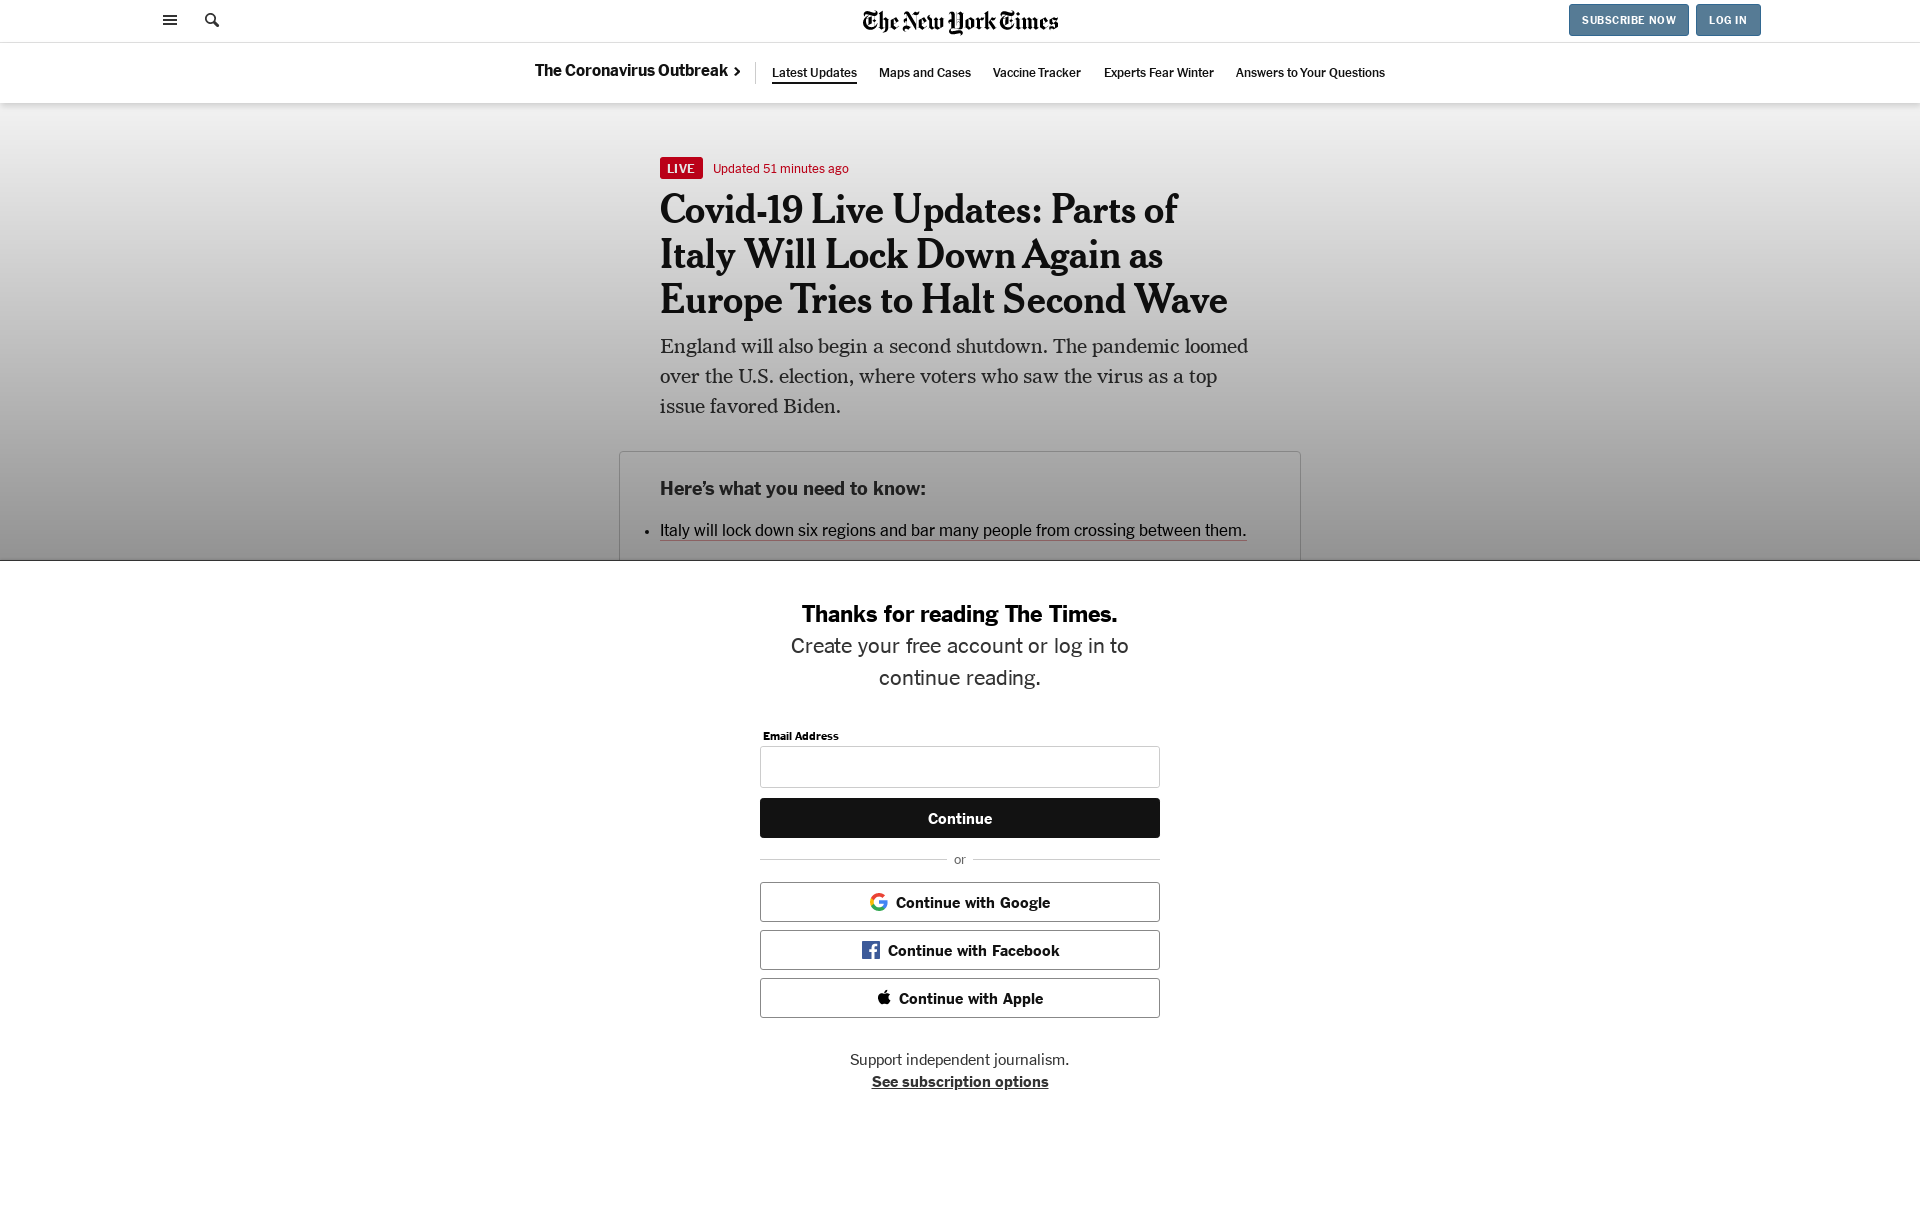 The New York Times
SUBSCRIBE NOW
LOG IN
The Coronavirus Outbreak
Latest Updates
Maps and Cases
Vaccine Tracker
Experts Fear Winter
Answers to Your Questions
LIVE
Updated 51 minutes ago
Covid-19 Live Updates: Parts of
Italy Will Lock Down Again as
Europe Tries to Halt Second Wave
England will also begin a second shutdown. The pandemic loomed
over the U.S. election, where voters who saw the virus as a top
issue favored Biden.
Here’s what you need to know:
Italy will lock down six regions and bar many people from crossing between them.
Thanks for reading The Times.
Create your free account or log in to
continue reading.
Email Address
Continue
or
Continue with Google
Continue with Facebook
Continue with Apple
Support independent journalism.
See subscription options